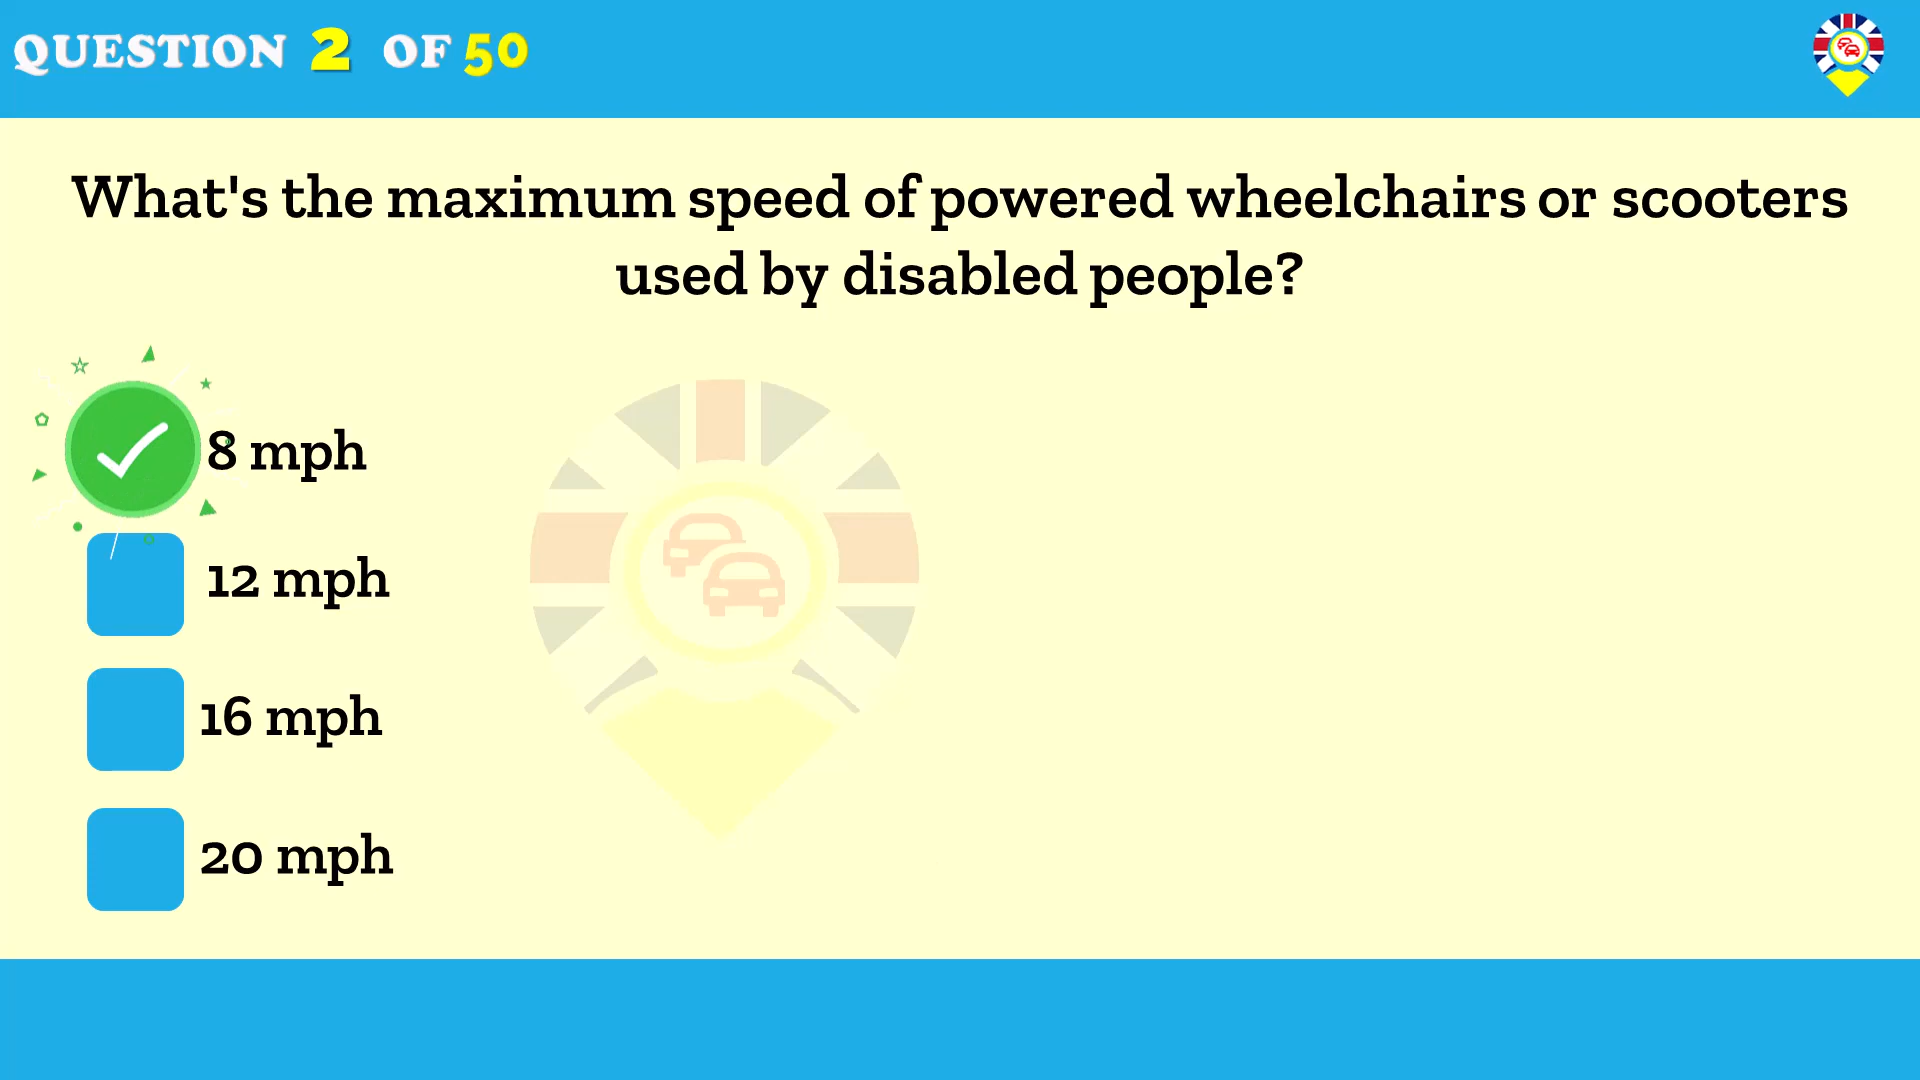 QUESTION 2 OF 50
What's the maximum speed of powered wheelchairs or scooters
used by disabled people?
8 mph
12 mph
16 mph
20 mph